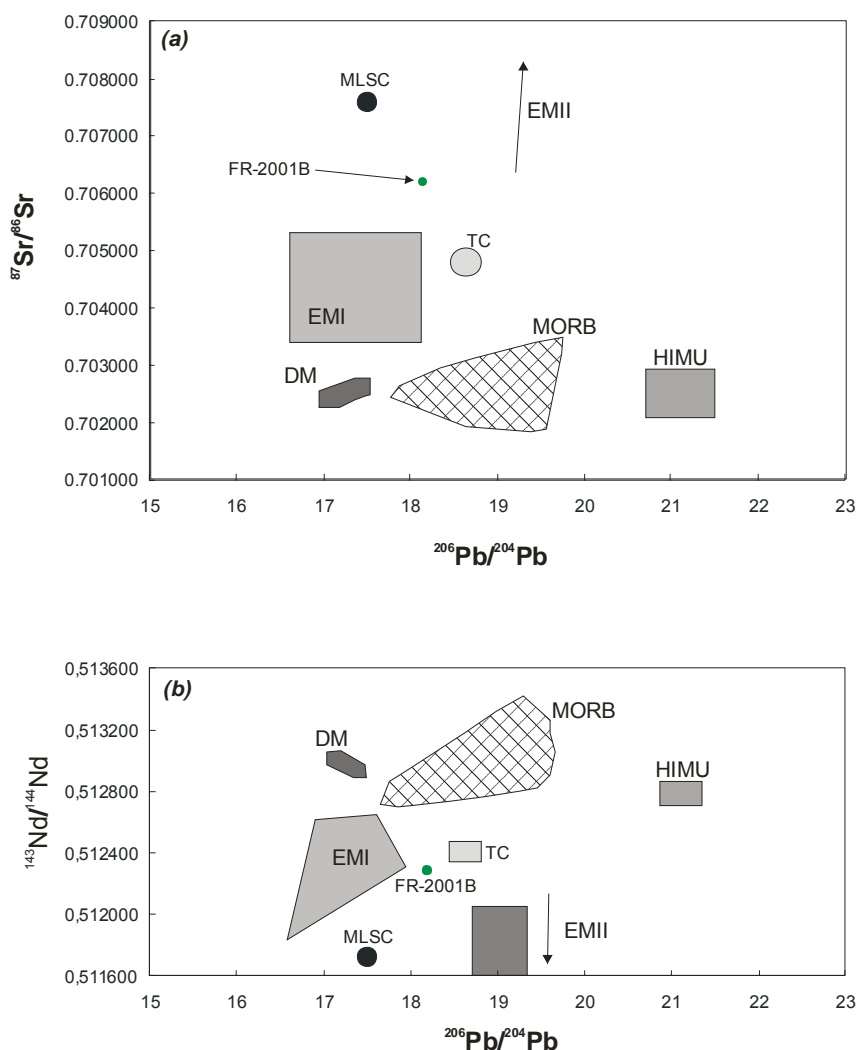 (a)
0.709000
0.708000
0.707000
0.706000
0.705000
0.704000
0.703000
0.702000
0.701000
⁸⁷Sr/⁸⁶Sr
MLSC
EMII
FR-2001B
TC
EMI
MORB
DM
HIMU
15 16 17 18 19 20 21 22 23
²⁰⁶Pb/²⁰⁴Pb
(b)
0,513600
0,513200
0,512800
0,512400
0,512000
0,511600
¹⁴³Nd/¹⁴⁴Nd
MORB
DM
HIMU
EMI
TC
FR-2001B
MLSC
EMII
15 16 17 18 19 20 21 22 23
²⁰⁶Pb/²⁰⁴Pb